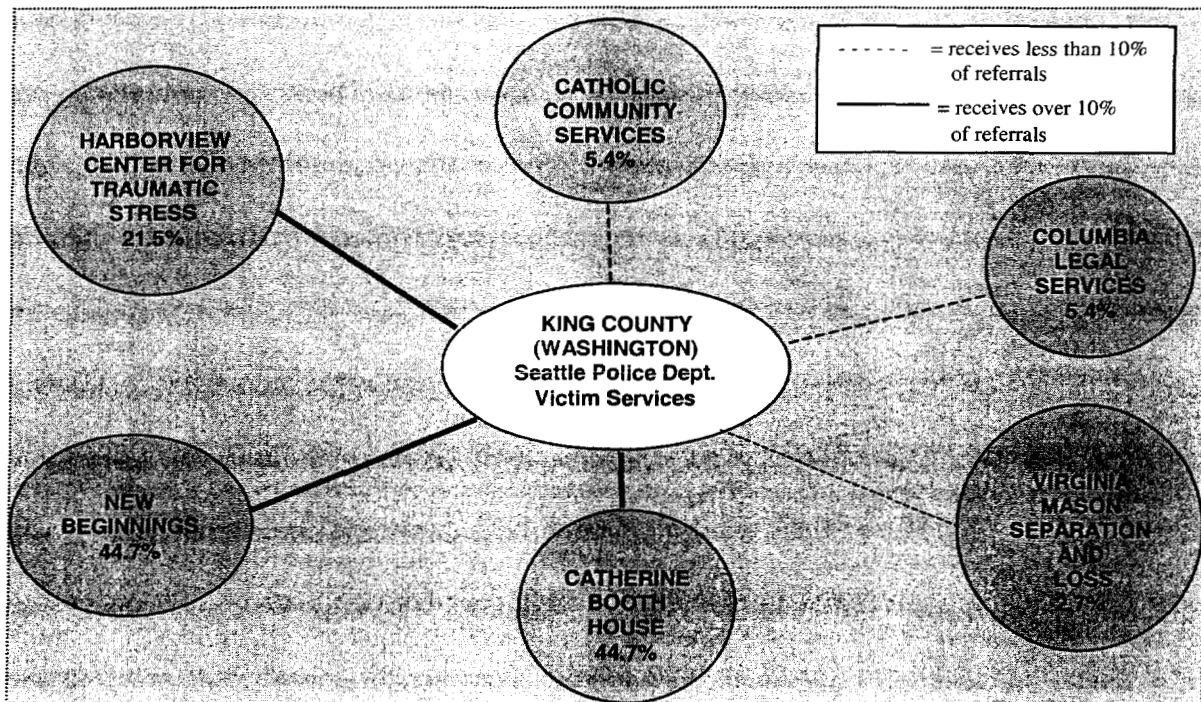 HARBORVIEW
CENTER FOR
TRAUMATIC
STRESS
21.5%
CATHOLIC
COMMUNITY
SERVICES
5.4%
= receives less than 10%
of referrals
= receives over 10%
of referrals
COLUMBIA
LEGAL
SERVICES
5.4%
KING COUNTY
(WASHINGTON)
Seattle Police Dept.
Victim Services
NEW
BEGINNINGS
44.7%
CATHERINE
BOOTH
HOUSE
44.7%
VIRGINIA
MASON
SEPARATION
AND
LOSS
2.7%